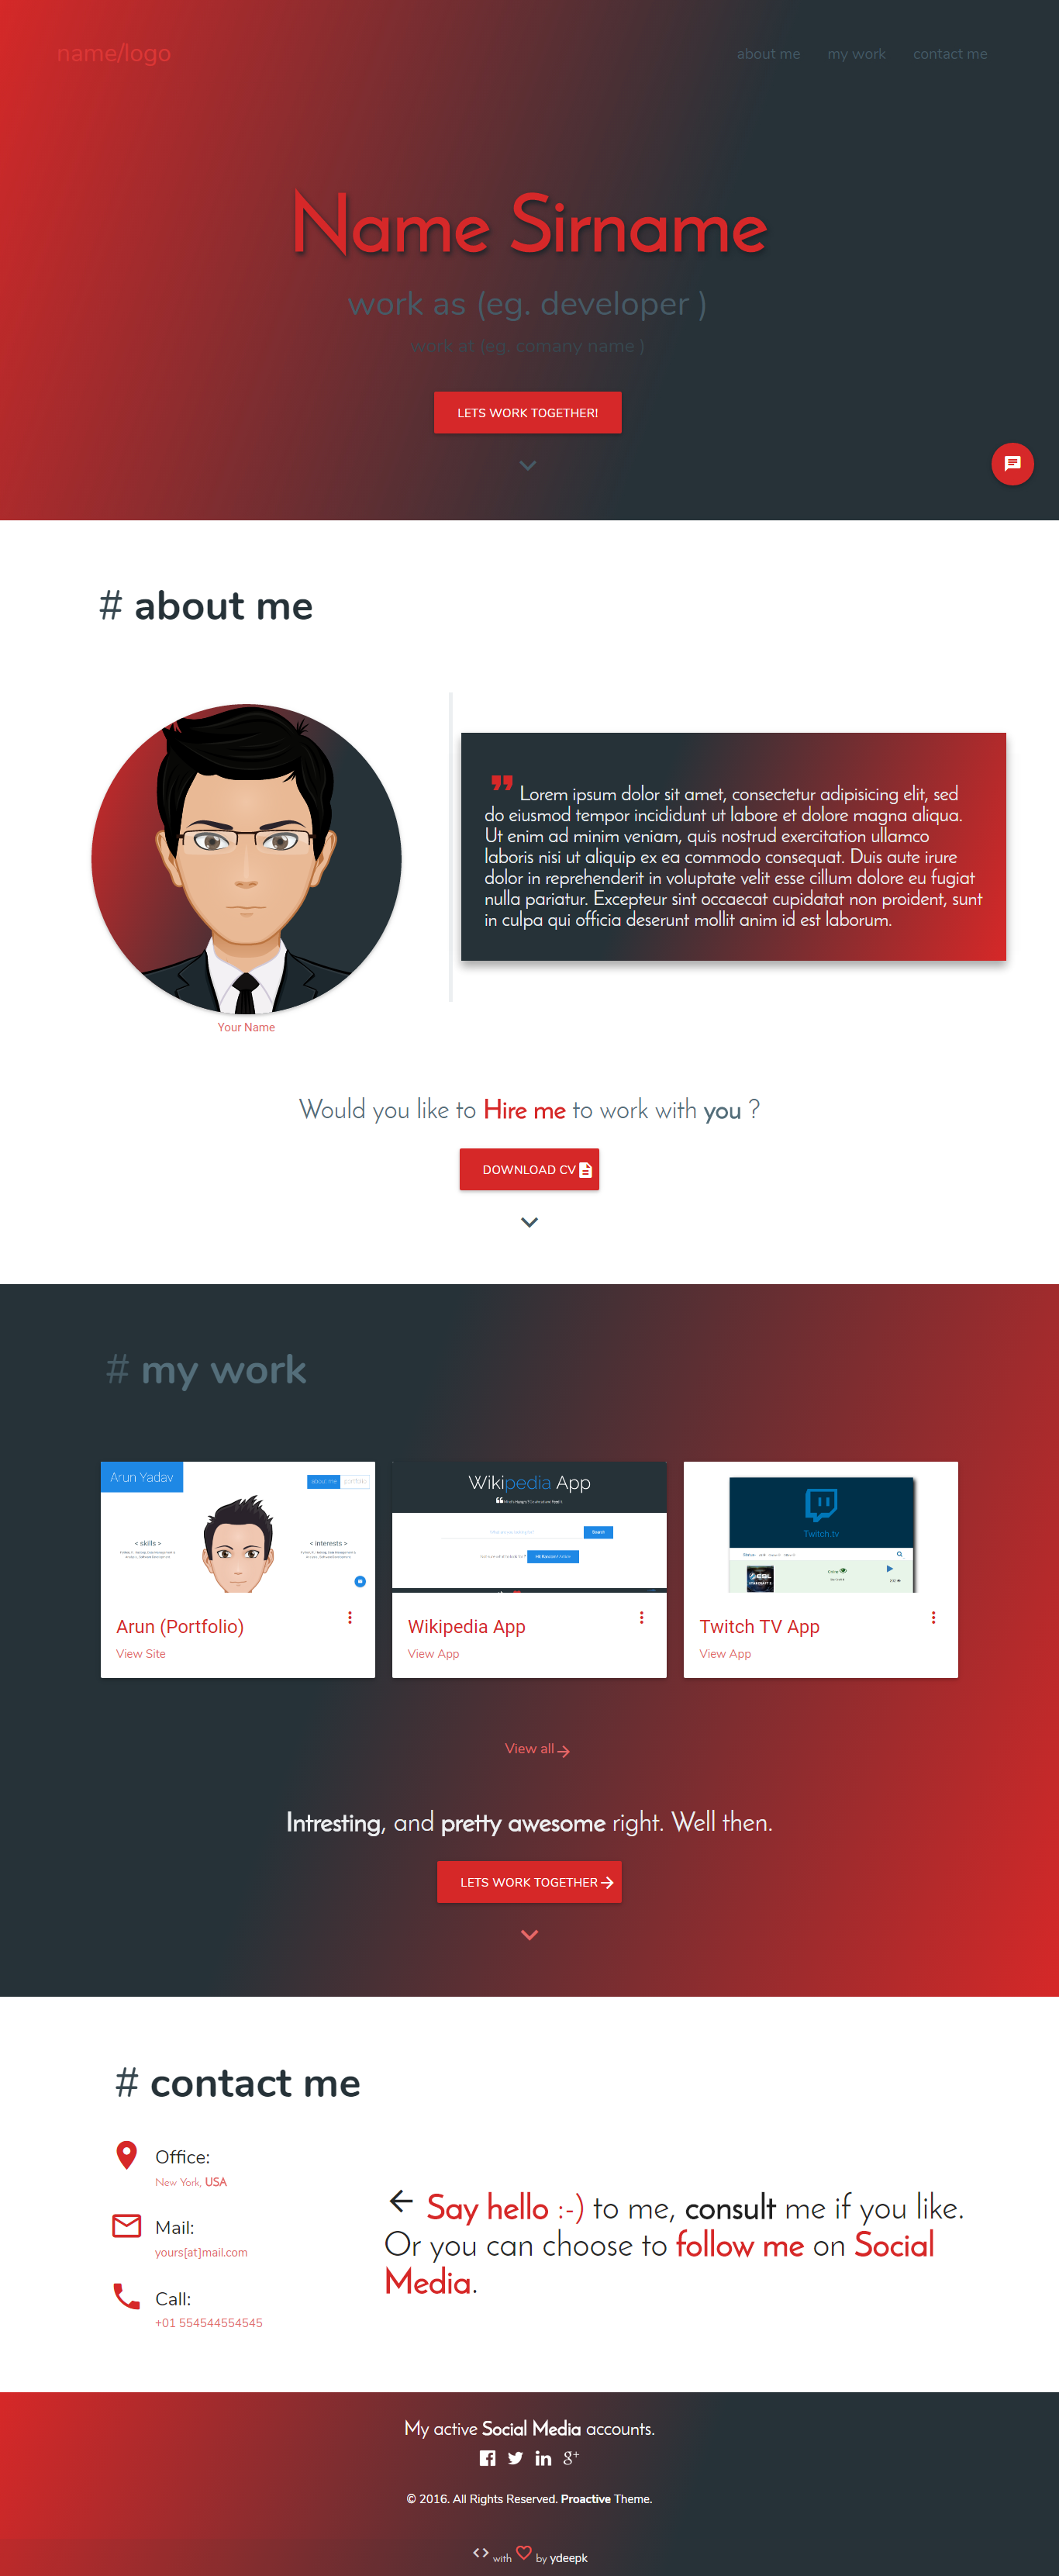 name/logo
about me my work contact me
Name Sirname
work as (eg. developer )
work at (eg. comany name )
LETS WORK TOGETHER!
# about me
Lorem ipsum dolor sit amet, consectetur adipisicing elit, sed
do eiusmod tempor incididunt ut labore et dolore magna aliqua.
Ut enim ad minim veniam, quis nostrud exercitation ullamco
laboris nisi ut aliquip ex ea commodo consequat. Duis aute irure
dolor in reprehenderit in voluptate velit esse cillum dolore eu fugiat
nulla pariatur. Excepteur sint occaecat cupidatat non proident, sunt
in culpa qui officia deserunt mollit anim id est laborum.
Your Name
Would you like to Hire me to work with you ?
DOWNLOAD CV
# my work
Arun Yadav
about me portfolio
< skills >
< interests >
Arun (Portfolio)
View Site
Wikipedia App
Search
Wikipedia App
View App
Twitch.tv
ESL
Twitch TV App
View App
View all
Intresting, and pretty awesome right. Well then.
LETS WORK TOGETHER
# contact me
Office:
New York, USA
Mail:
yours[at]mail.com
Call:
+01 554544554545
Say hello :-) to me, consult me if you like.
Or you can choose to follow me on Social
Media.
My active Social Media accounts.
© 2016. All Rights Reserved. Proactive Theme.
<> with by ydeepk